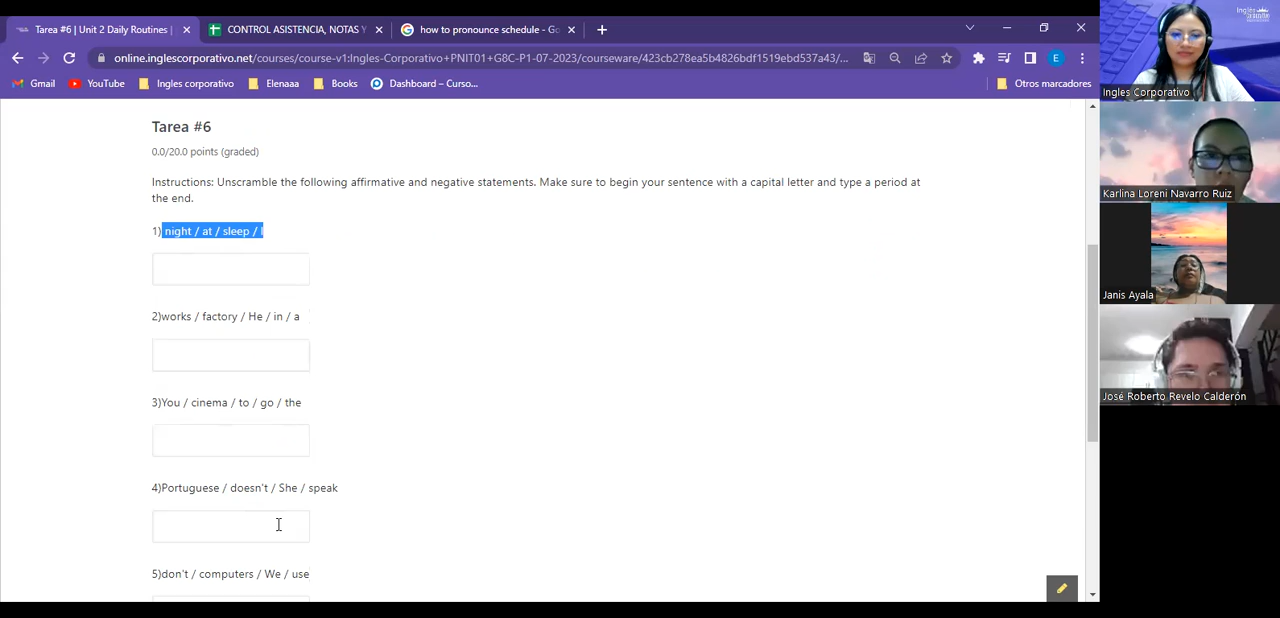 Tarea #6 | Unit 2 Daily Routines |
CONTROL ASISTENCIA, NOTAS Y
how to pronounce schedule - Go
online.inglescorporativo.net/courses/course-v1:Ingles-Corporativo+PNIT01+G8C-P1-07-2023/courseware/423cb278ea5b4826bdf1519ebd537a43/...
E
Gmail
YouTube
Ingles corporativo
Elenaaa
Books
Dashboard – Curso...
Otros marcadores
Tarea #6
0.0/20.0 points (graded)
Instructions: Unscramble the following affirmative and negative statements. Make sure to begin your sentence with a capital letter and type a period at
the end.
1) night / at / sleep / I
2)works / factory / He / in / a
3)You / cinema / to / go / the
4)Portuguese / doesn't / She / speak
5)don't / computers / We / use
Inglés
Ingles Corporativo
Karlina Loreni Navarro Ruiz
Janis Ayala
José Roberto Revelo Calderón